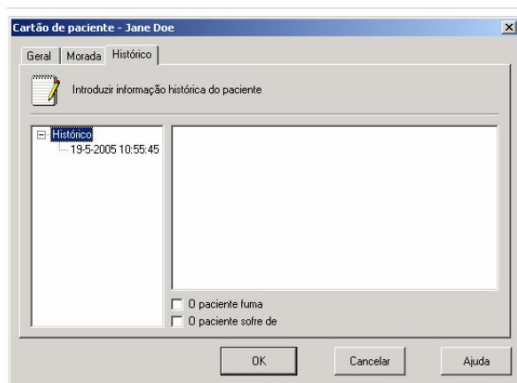 Cartão de paciente - Jane Doe
Geral
Morada
Histórico
Introduzir informação histórica do paciente
Histórico
19-5-2005 10:55:45
O paciente fuma
O paciente sofre de
OK
Cancelar
Ajuda